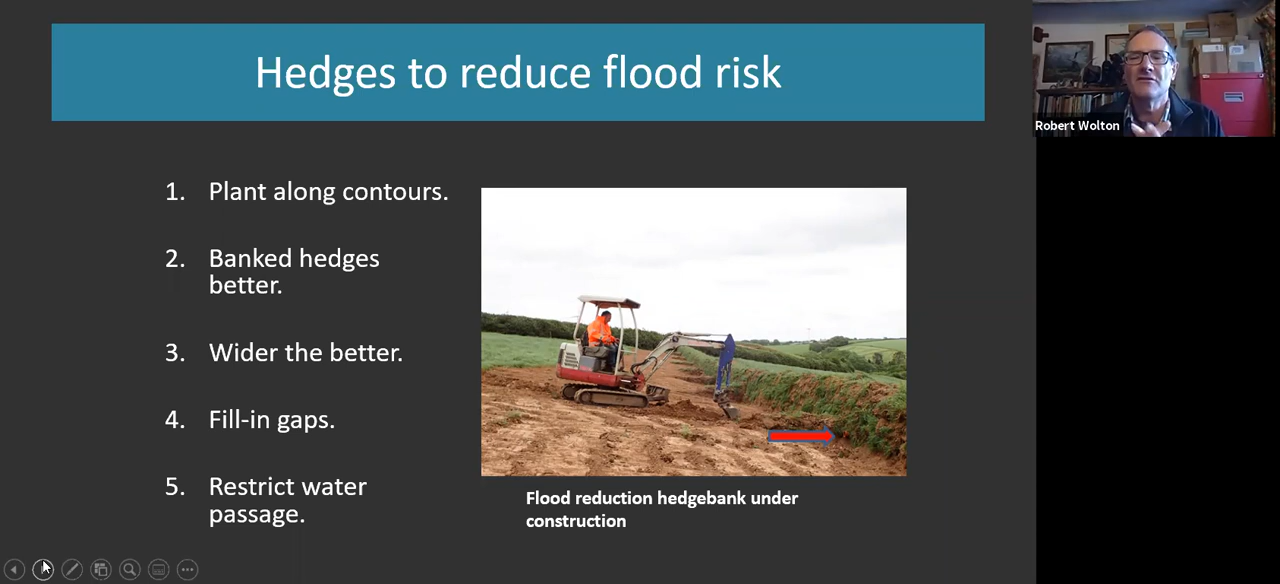 Hedges to reduce flood risk
Robert Wolton
1. Plant along contours.
2. Banked hedges
better.
3. Wider the better.
4. Fill-in gaps.
5. Restrict water
passage.
Flood reduction hedgebank under
construction